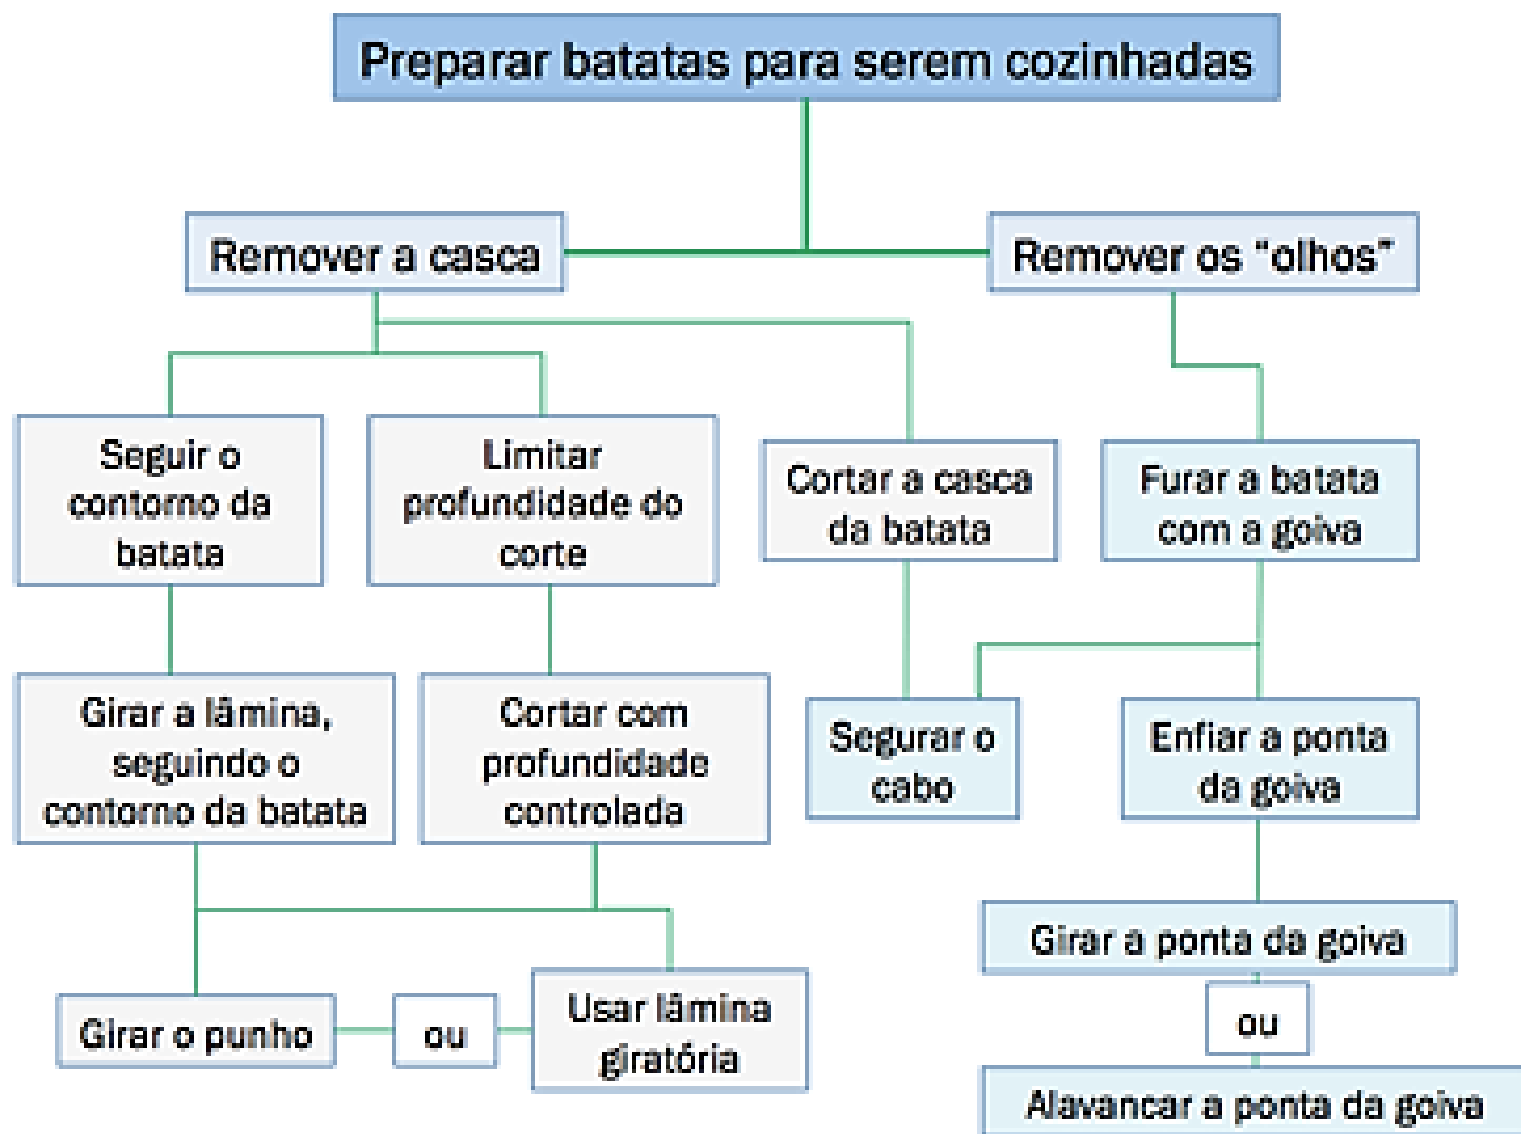 Preparar batatas para serem cozinhadas
Remover a casca
Remover os “olhos”
Seguir o
contorno da
batata
Limitar
profundidade do
corte
Cortar a casca
da batata
Furar a batata
com a goiva
Girar a lâmina,
seguindo o
contorno da batata
Cortar com
profundidade
controlada
Segurar o
cabo
Enfiar a ponta
da goiva
Girar a ponta da goiva
ou
Alavancar a ponta da goiva
Girar o punho
ou
Usar lâmina
giratória